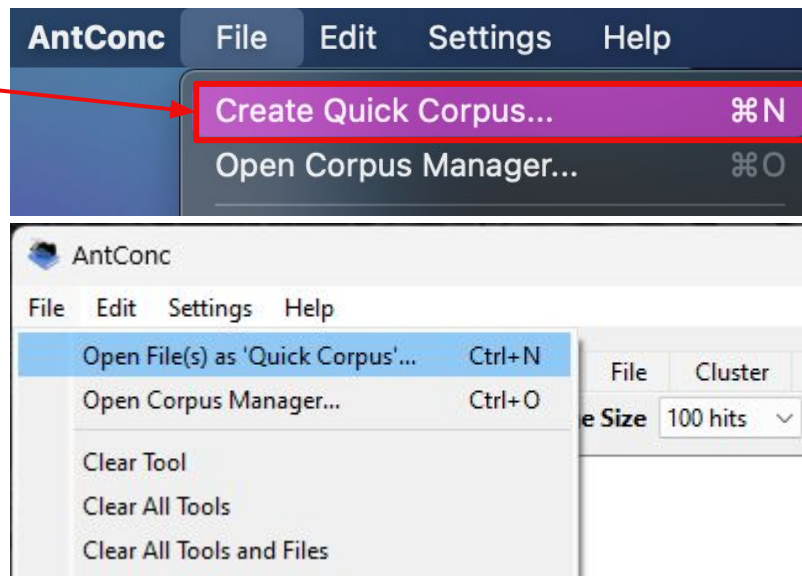 AntConc File Edit Settings Help
Create Quick Corpus... ⌘N
Open Corpus Manager... ⌘O
AntConc
File Edit Settings Help
Open File(s) as 'Quick Corpus'... Ctrl+N
File Cluster
Open Corpus Manager... Ctrl+O
e Size 100 hits
Clear Tool
Clear All Tools
Clear All Tools and Files